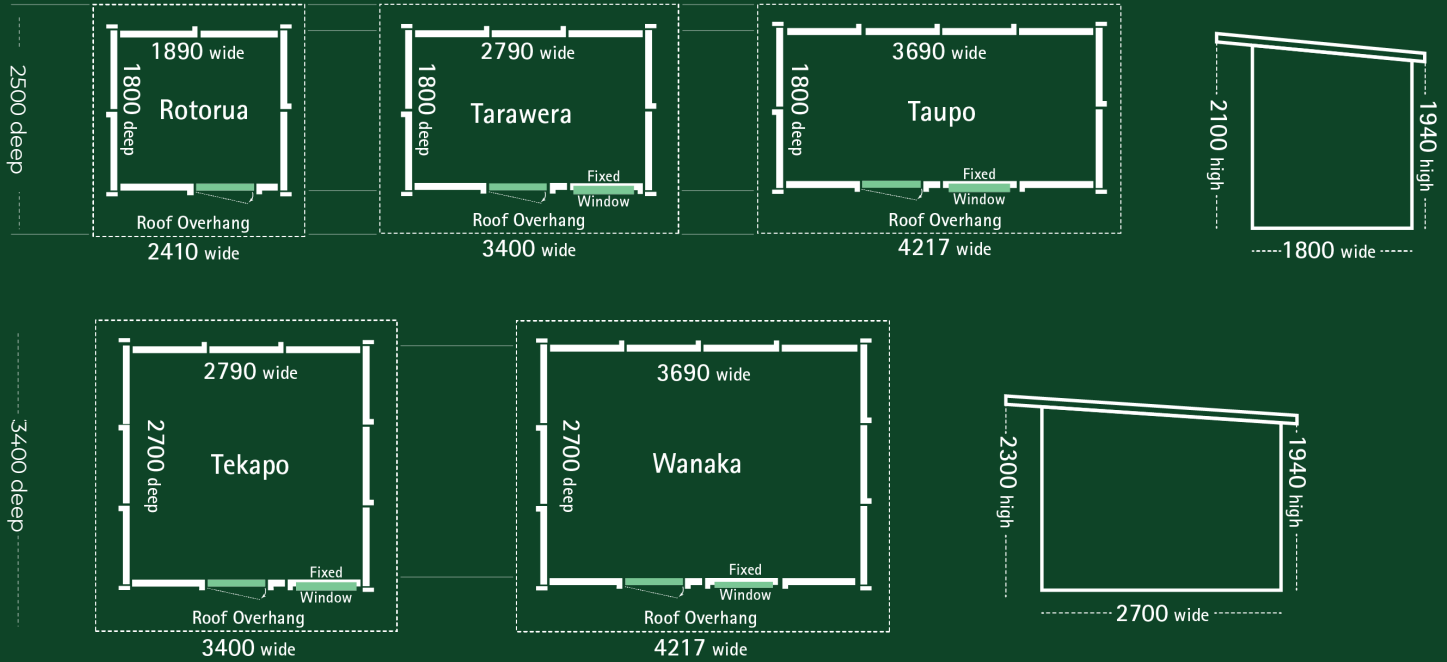 2500 deep
1890 wide
1800 deep
Rotorua
Roof Overhang
2410 wide
2790 wide
1800 deep
Tarawera
Fixed
Window
Roof Overhang
3400 wide
3690 wide
1800 deep
Taupo
Fixed
Window
Roof Overhang
4217 wide
2100 high
1940 high
1800 wide
3400 deep
2790 wide
2700 deep
Tekapo
Fixed
Window
Roof Overhang
3400 wide
3690 wide
2700 deep
Wanaka
Fixed
Window
Roof Overhang
4217 wide
2300 high
1940 high
2700 wide